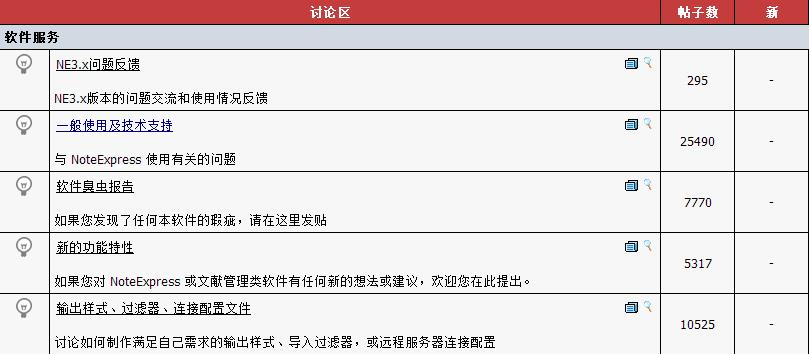 讨论区 帖子数 新
软件服务
NE3.x问题反馈
NE3.x版本的问题交流和使用情况反馈
295 -
一般使用及技术支持
与 NoteExpress 使用有关的问题
25490 -
软件臭虫报告
如果您发现了任何本软件的瑕疵，请在这里发贴
7770 -
新的功能特性
如果您对 NoteExpress 或文献管理类软件有任何新的想法或建议，欢迎您在此提出。
5317 -
输出样式、过滤器、连接配置文件
讨论如何制作满足自己需求的输出样式、导入过滤器，或远程服务器连接配置
10525 -